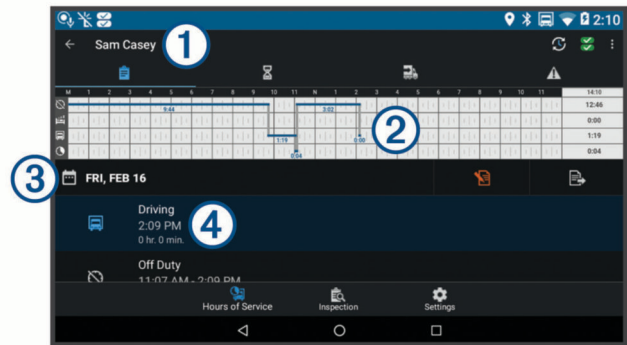 2:10
Sam Casey
1
M 1 2 3 4 5 6 7 8 9 10 11 N 1 2 3 4 5 6 7 8 9 10 11 14:10
9:44 3:02 12:46
0:00
1:19 0:00 1:19
0:04 0:04
2
3
FRI, FEB 16
Driving
2:09 PM
0 hr. 0 min.
4
Off Duty
11:07 AM - 2:09 PM
Hours of Service Inspection Settings